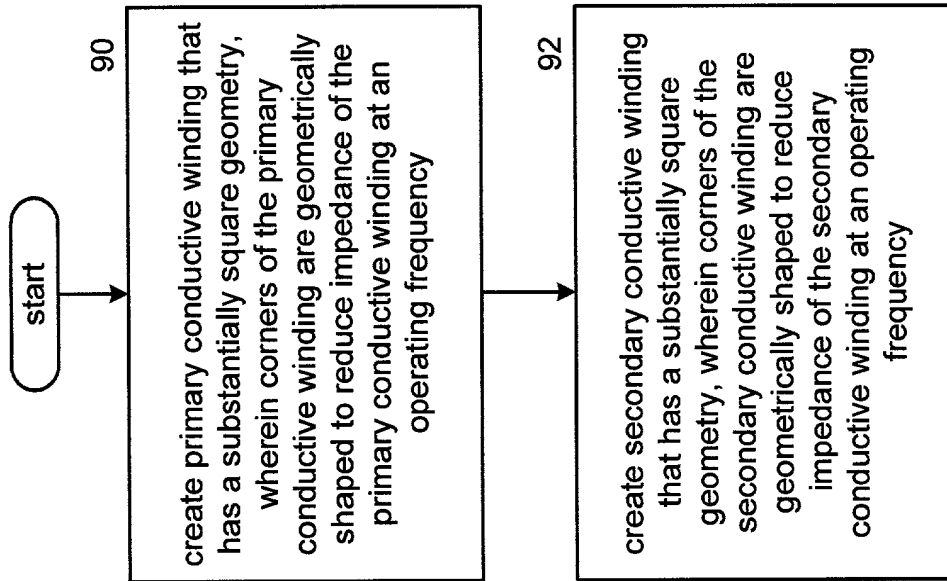 start
90
create primary conductive winding that
has a substantially square geometry,
wherein corners of the primary
conductive winding are geometrically
shaped to reduce impedance of the
primary conductive winding at an
operating frequency
92
create secondary conductive winding
that has a substantially square
geometry, wherein corners of the
secondary conductive winding are
geometrically shaped to reduce
impedance of the secondary
conductive winding at an operating
frequency